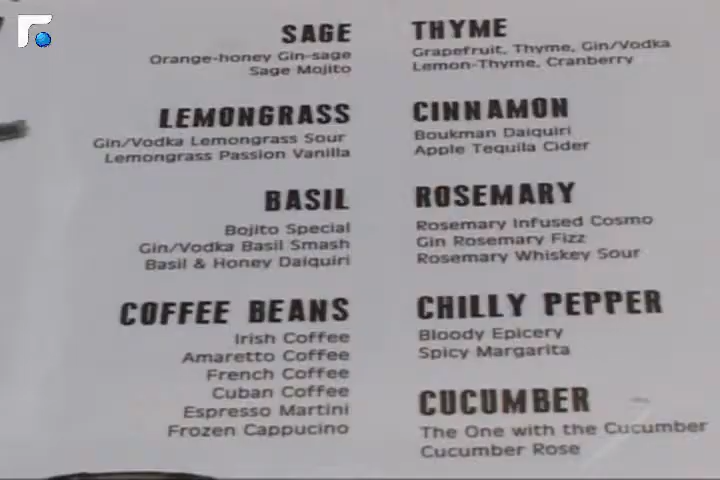 SAGE
Orange-honey Gin-sage
Sage Mojito
LEMONGRASS
Gin/Vodka Lemongrass Sour
Lemongrass Passion Vanilla
BASIL
Bojito Special
Gin/Vodka Basil Smash
Basil & Honey Daiquiri
COFFEE BEANS
Irish Coffee
Amaretto Coffee
French Coffee
Cuban Coffee
Espresso Martini
Frozen Cappucino
THYME
Grapefruit, Thyme, Gin/Vodka
Lemon-Thyme, Cranberry
CINNAMON
Boukman Daiquiri
Apple Tequila Cider
ROSEMARY
Rosemary Infused Cosmo
Gin Rosemary Fizz
Rosemary Whiskey Sour
CHILLY PEPPER
Bloody Epicery
Spicy Margarita
CUCUMBER
The One with the Cucumber
Cucumber Rose